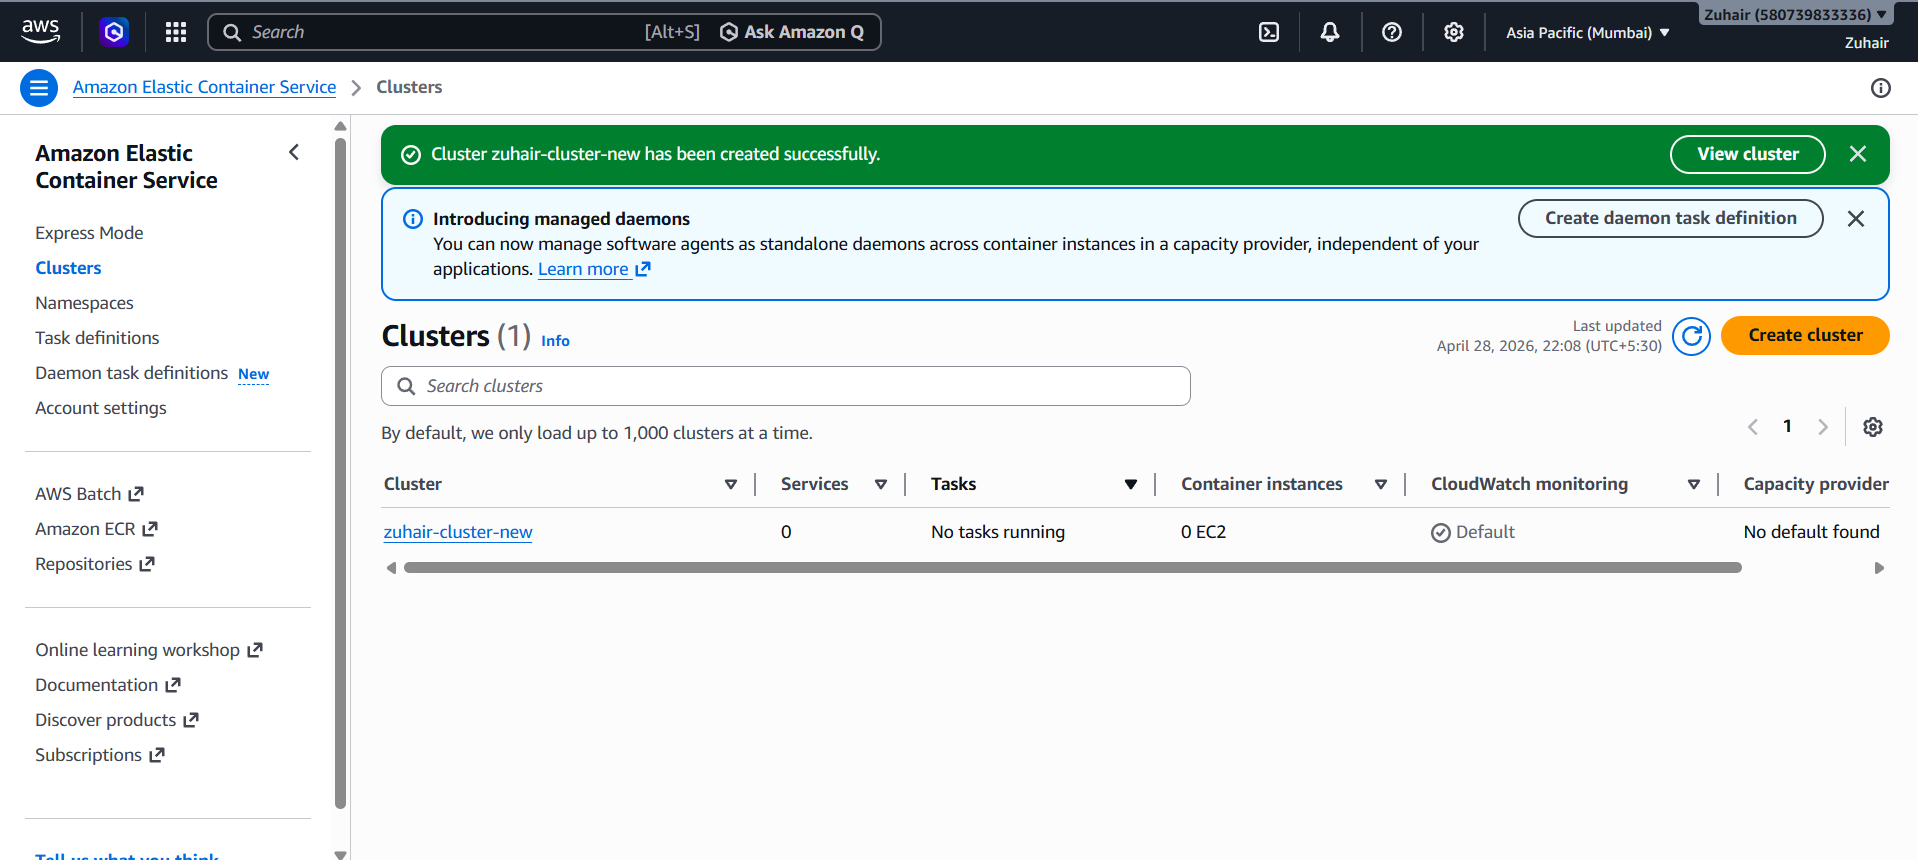 aws
Search
[Alt+S]
Ask Amazon Q
Asia Pacific (Mumbai)
Zuhair (580739833336)
Zuhair
Amazon Elastic Container Service
Clusters
Amazon Elastic
Container Service
Express Mode
Clusters
Namespaces
Task definitions
Daemon task definitions New
Account settings
AWS Batch
Amazon ECR
Repositories
Online learning workshop
Documentation
Discover products
Subscriptions
Tell us what you think
Cluster zuhair-cluster-new has been created successfully.
View cluster
Introducing managed daemons
You can now manage software agents as standalone daemons across container instances in a capacity provider, independent of your
applications. Learn more
Create daemon task definition
Clusters (1) Info
Last updated
April 28, 2026, 22:08 (UTC+5:30)
Create cluster
Search clusters
By default, we only load up to 1,000 clusters at a time.
1
Cluster Services Tasks Container instances CloudWatch monitoring Capacity provider
zuhair-cluster-new 0 No tasks running 0 EC2 Default No default found